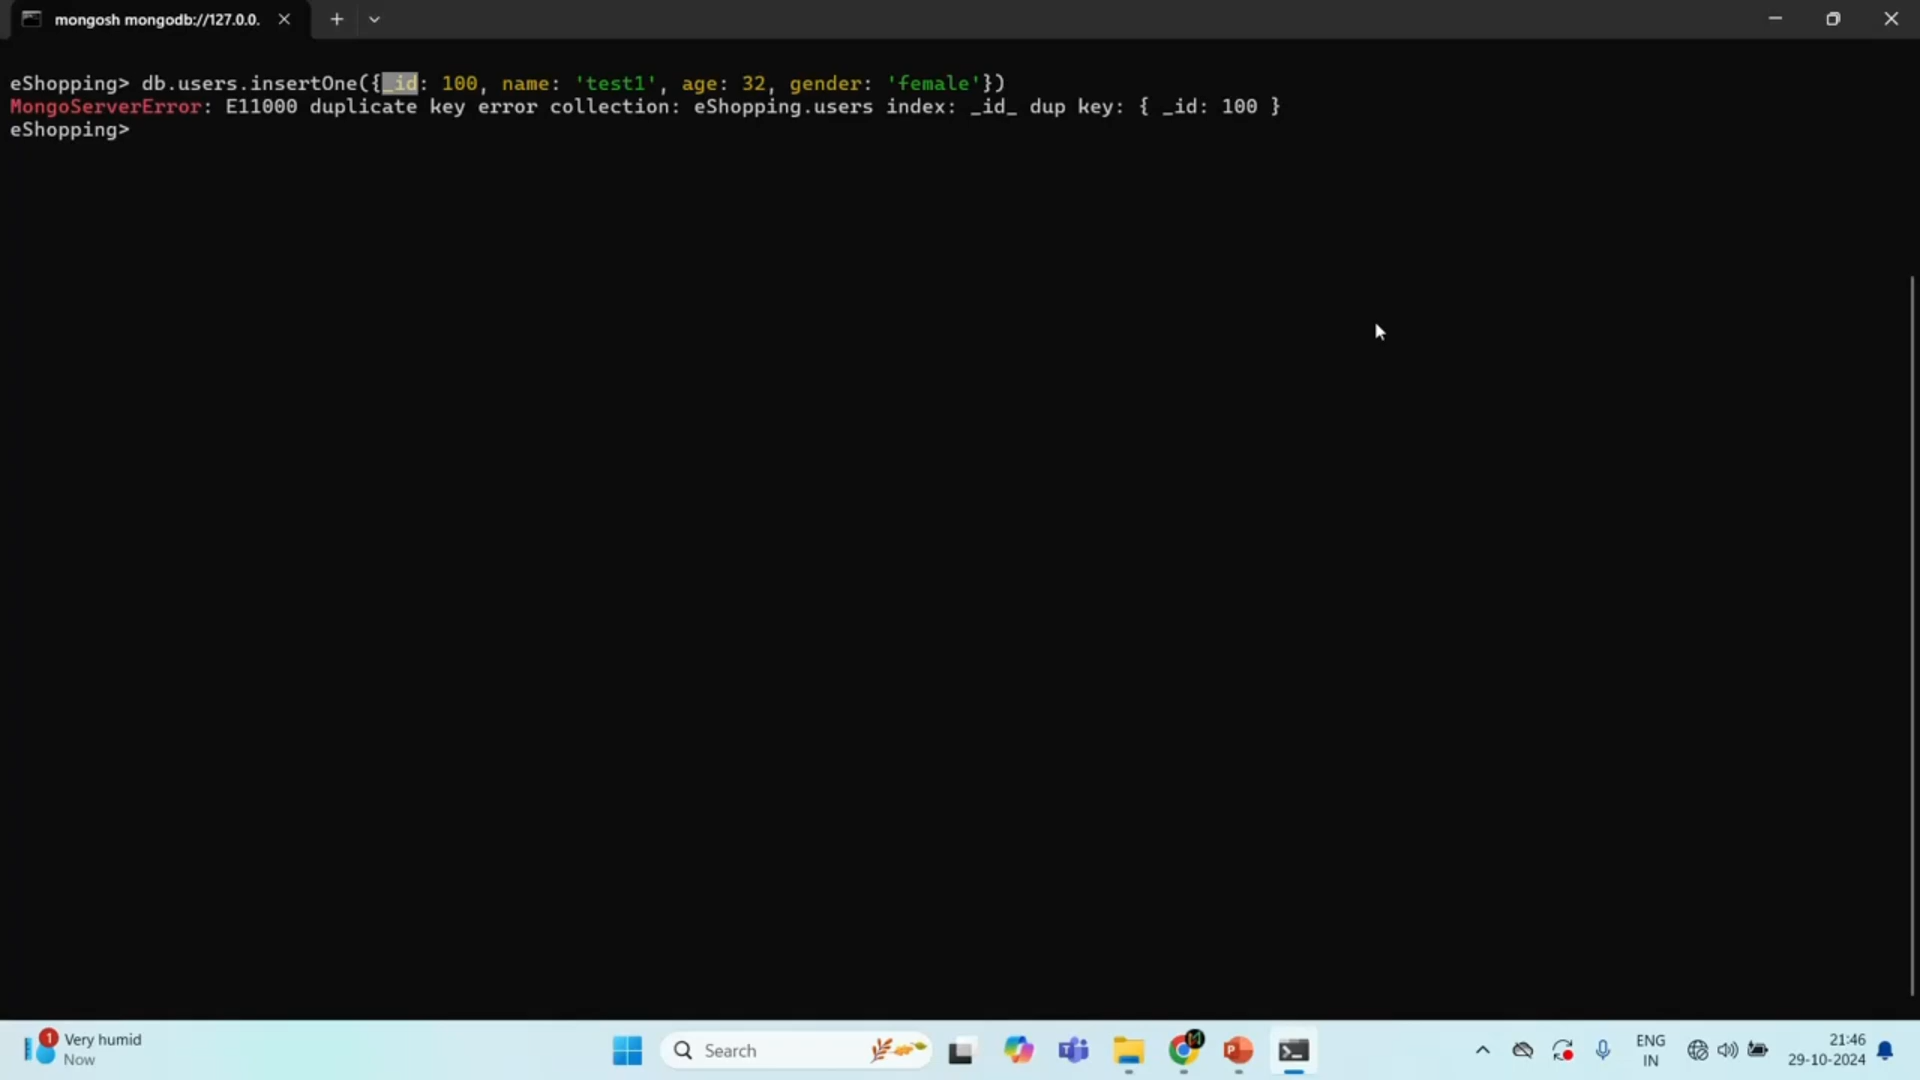 mongosh mongodb://127.0.0.
eShopping> db.users.insertOne({_id: 100, name: 'test1', age: 32, gender: 'female'})
MongoServerError: E11000 duplicate key error collection: eShopping.users index: _id_ dup key: { _id: 100 }
eShopping>
1
Very humid
Now
Search
ENG
IN
21:46
29-10-2024